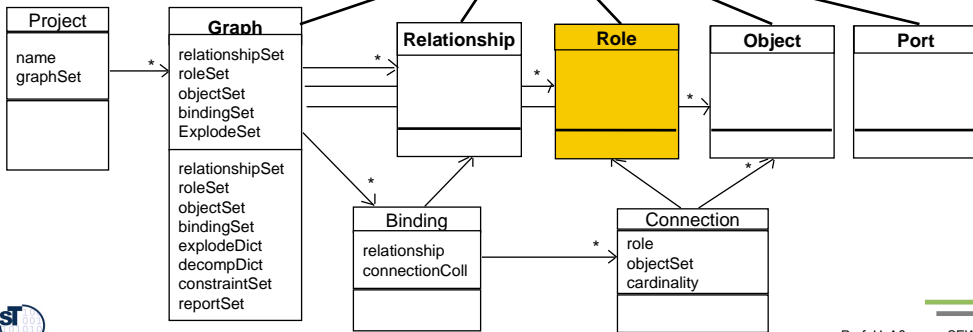 Project
name
graphSet
*
Graph
relationshipSet
roleSet
objectSet
bindingSet
ExplodeSet
relationshipSet
roleSet
objectSet
bindingSet
explodeDict
decompDict
constraintSet
reportSet
*
Relationship
*
Role
*
Object
Port
*
Binding
relationship
connectionColl
*
Connection
role
objectSet
cardinality
*
ST